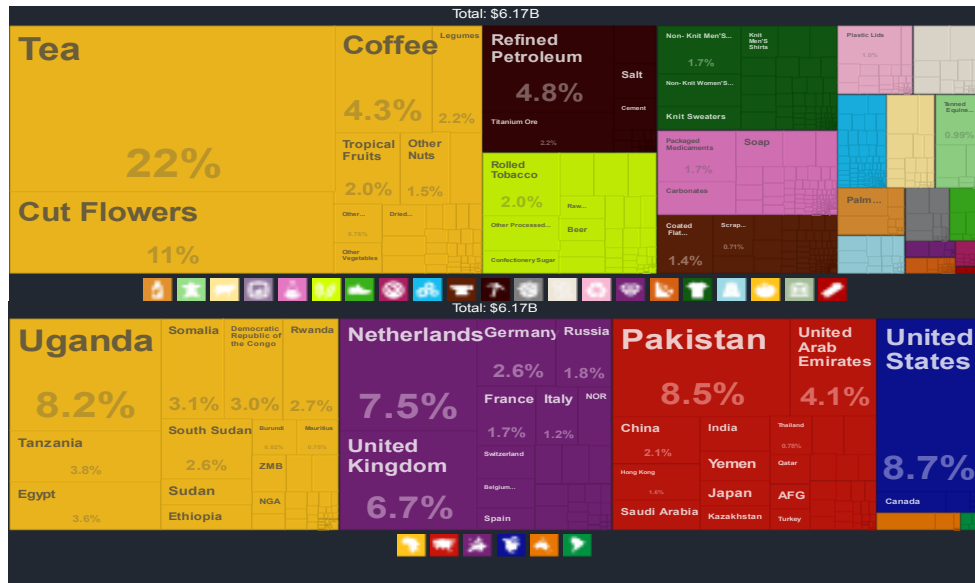 Total: $6.17B
Tea
22%
Cut Flowers
11%
Coffee
4.3%
Legumes
2.2%
Tropical
Fruits
2.0%
Other
Nuts
1.5%
Other...
0.76%
Dried...
Other
Vegetables
Refined
Petroleum
4.8%
Salt
Cement
Titanium Ore
2.2%
Rolled
Tobacco
2.0%
Raw...
Other Processed...
Beer
Confectionery Sugar
Non- Knit Men'S...
1.7%
Knit
Men'S
Shirts
Non- Knit Women'S...
Knit Sweaters
Packaged
Medicaments
1.7%
Soap
Carbonates
Coated
Flat...
1.4%
Scrap...
0.71%
Plastic Lids
Tanned
Equine...
0.99%
Palm...
Total: $6.17B
Uganda
8.2%
Tanzania
3.8%
Egypt
3.6%
Somalia
3.1%
Democratic
Republic of
the Congo
3.0%
Rwanda
2.7%
South Sudan
2.6%
Burundi
Mauritius
ZMB
Sudan
NGA
Ethiopia
Netherlands
7.5%
United
Kingdom
6.7%
Germany
2.6%
Russia
1.8%
France
1.7%
Italy
1.2%
NOR
Switzerland
Belgium...
Spain
Pakistan
8.5%
United
Arab
Emirates
4.1%
China
2.1%
India
Thailand
0.76%
Hong Kong
1.6%
Yemen
Qatar
Japan
AFG
Saudi Arabia
Kazakhstan
Turkey
United
States
8.7%
Canada